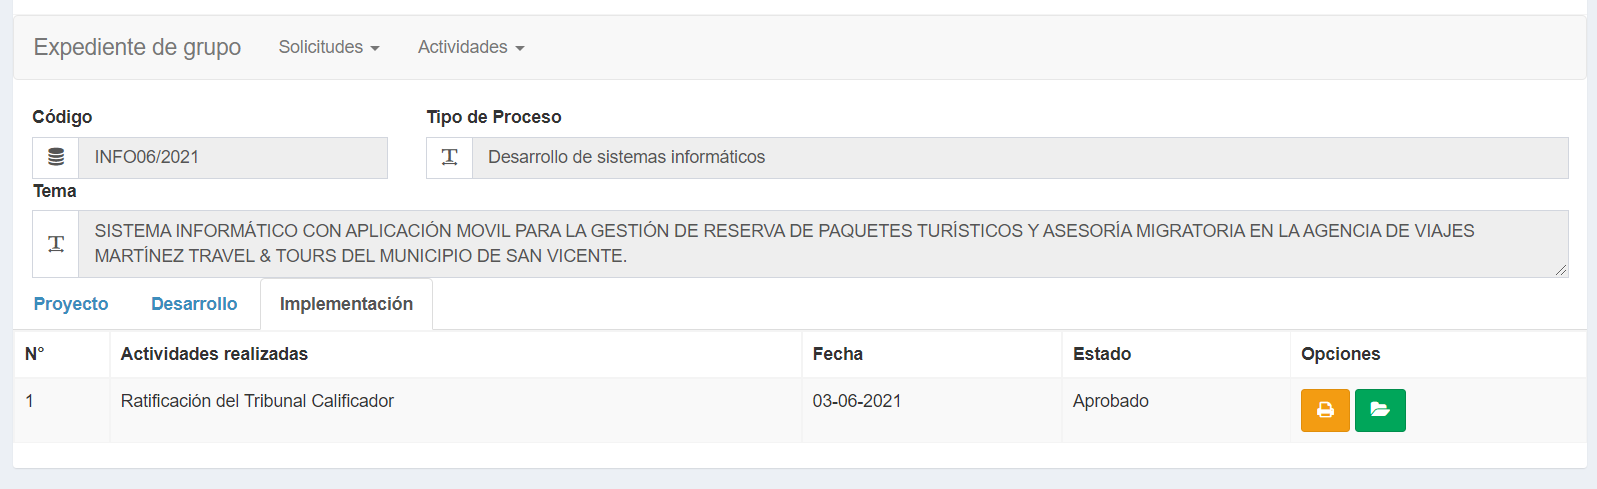 Expediente de grupo Solicitudes Actividades
Código Tipo de Proceso
INFO06/2021 Desarrollo de sistemas informáticos
Tema
SISTEMA INFORMÁTICO CON APLICACIÓN MOVIL PARA LA GESTIÓN DE RESERVA DE PAQUETES TURÍSTICOS Y ASESORÍA MIGRATORIA EN LA AGENCIA DE VIAJES
MARTÍNEZ TRAVEL & TOURS DEL MUNICIPIO DE SAN VICENTE.
Proyecto Desarrollo Implementación
N° Actividades realizadas Fecha Estado Opciones
1 Ratificación del Tribunal Calificador 03-06-2021 Aprobado